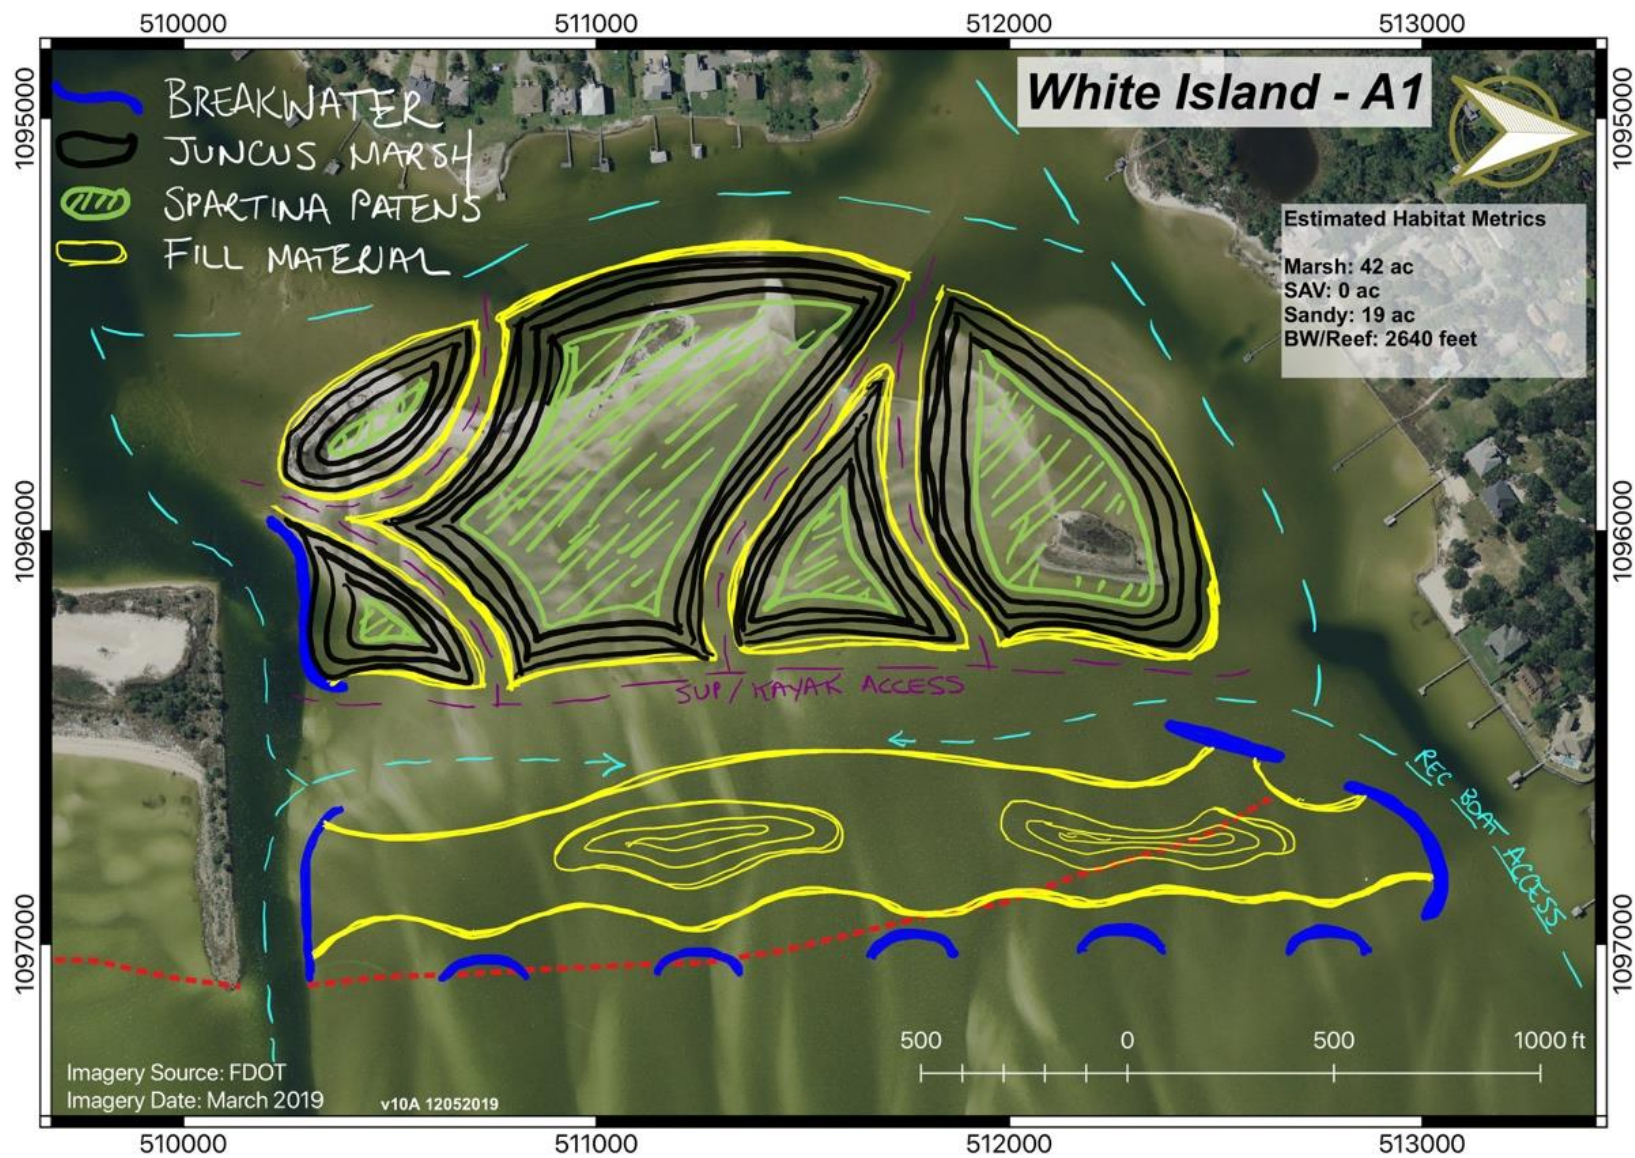 510000 511000 512000 513000
BREAKWATER
JUNCUS MARSH
SPARTINA PATENS
FILL MATERIAL
White Island - A1
Estimated Habitat Metrics
Marsh: 42 ac
SAV: 0 ac
Sandy: 19 ac
BW/Reef: 2640 feet
1095000 1095000
1096000 1096000
1097000 1097000
SUP/KAYAK ACCESS
REC BOAT ACCESS
500 0 500 1000 ft
Imagery Source: FDOT
Imagery Date: March 2019
v10A 12052019
510000 511000 512000 513000